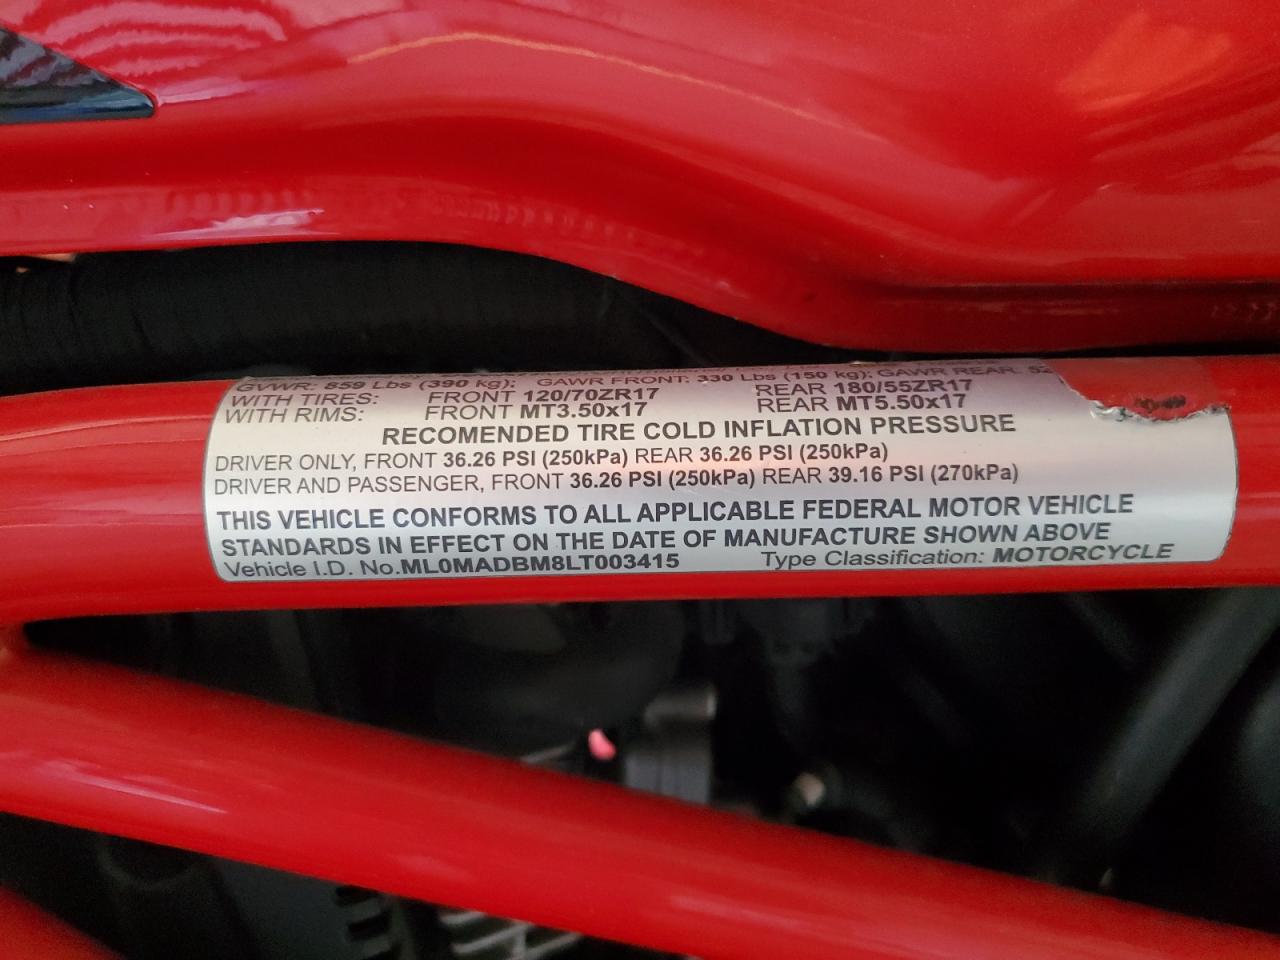 GVWR: 859 Lbs (390 kg); GAWR FRONT: 330 Lbs (150 kg); GAWR REAR:
WITH TIRES: FRONT 120/70ZR17 REAR 180/55ZR17
WITH RIMS: FRONT MT3.50x17 REAR MT5.50x17
RECOMENDED TIRE COLD INFLATION PRESSURE
DRIVER ONLY, FRONT 36.26 PSI (250kPa) REAR 36.26 PSI (250kPa)
DRIVER AND PASSENGER, FRONT 36.26 PSI (250kPa) REAR 39.16 PSI (270kPa)
THIS VEHICLE CONFORMS TO ALL APPLICABLE FEDERAL MOTOR VEHICLE
STANDARDS IN EFFECT ON THE DATE OF MANUFACTURE SHOWN ABOVE
Vehicle I.D. No.ML0MADBM8LT003415 Type Classification: MOTORCYCLE